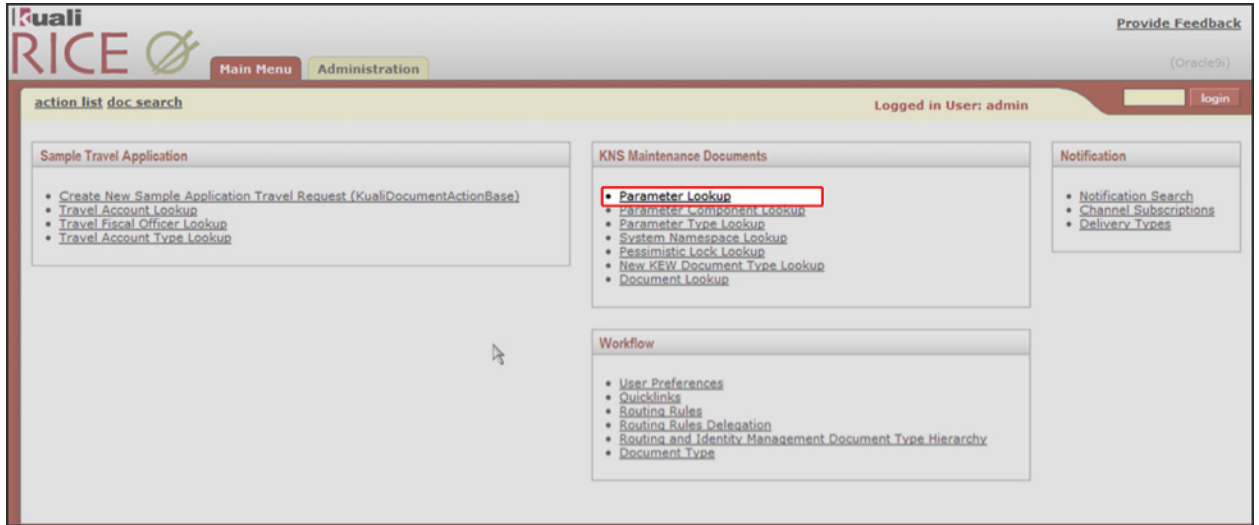 Kuali
RICE
Provide Feedback
(Oracle9i)
Main Menu
Administration
action list doc search
Logged in User: admin
login
Sample Travel Application
• Create New Sample Application Travel Request (KualiDocumentActionBase)
• Travel Account Lookup
• Travel Fiscal Officer Lookup
• Travel Account Type Lookup
KNS Maintenance Documents
• Parameter Lookup
• Parameter Component Lookup
• Parameter Type Lookup
• System Namespace Lookup
• Pessimistic Lock Lookup
• New KEW Document Type Lookup
• Document Lookup
Notification
• Notification Search
• Channel Subscriptions
• Delivery Types
Workflow
• User Preferences
• Quicklinks
• Routing Rules
• Routing Rules Delegation
• Routing and Identity Management Document Type Hierarchy
• Document Type